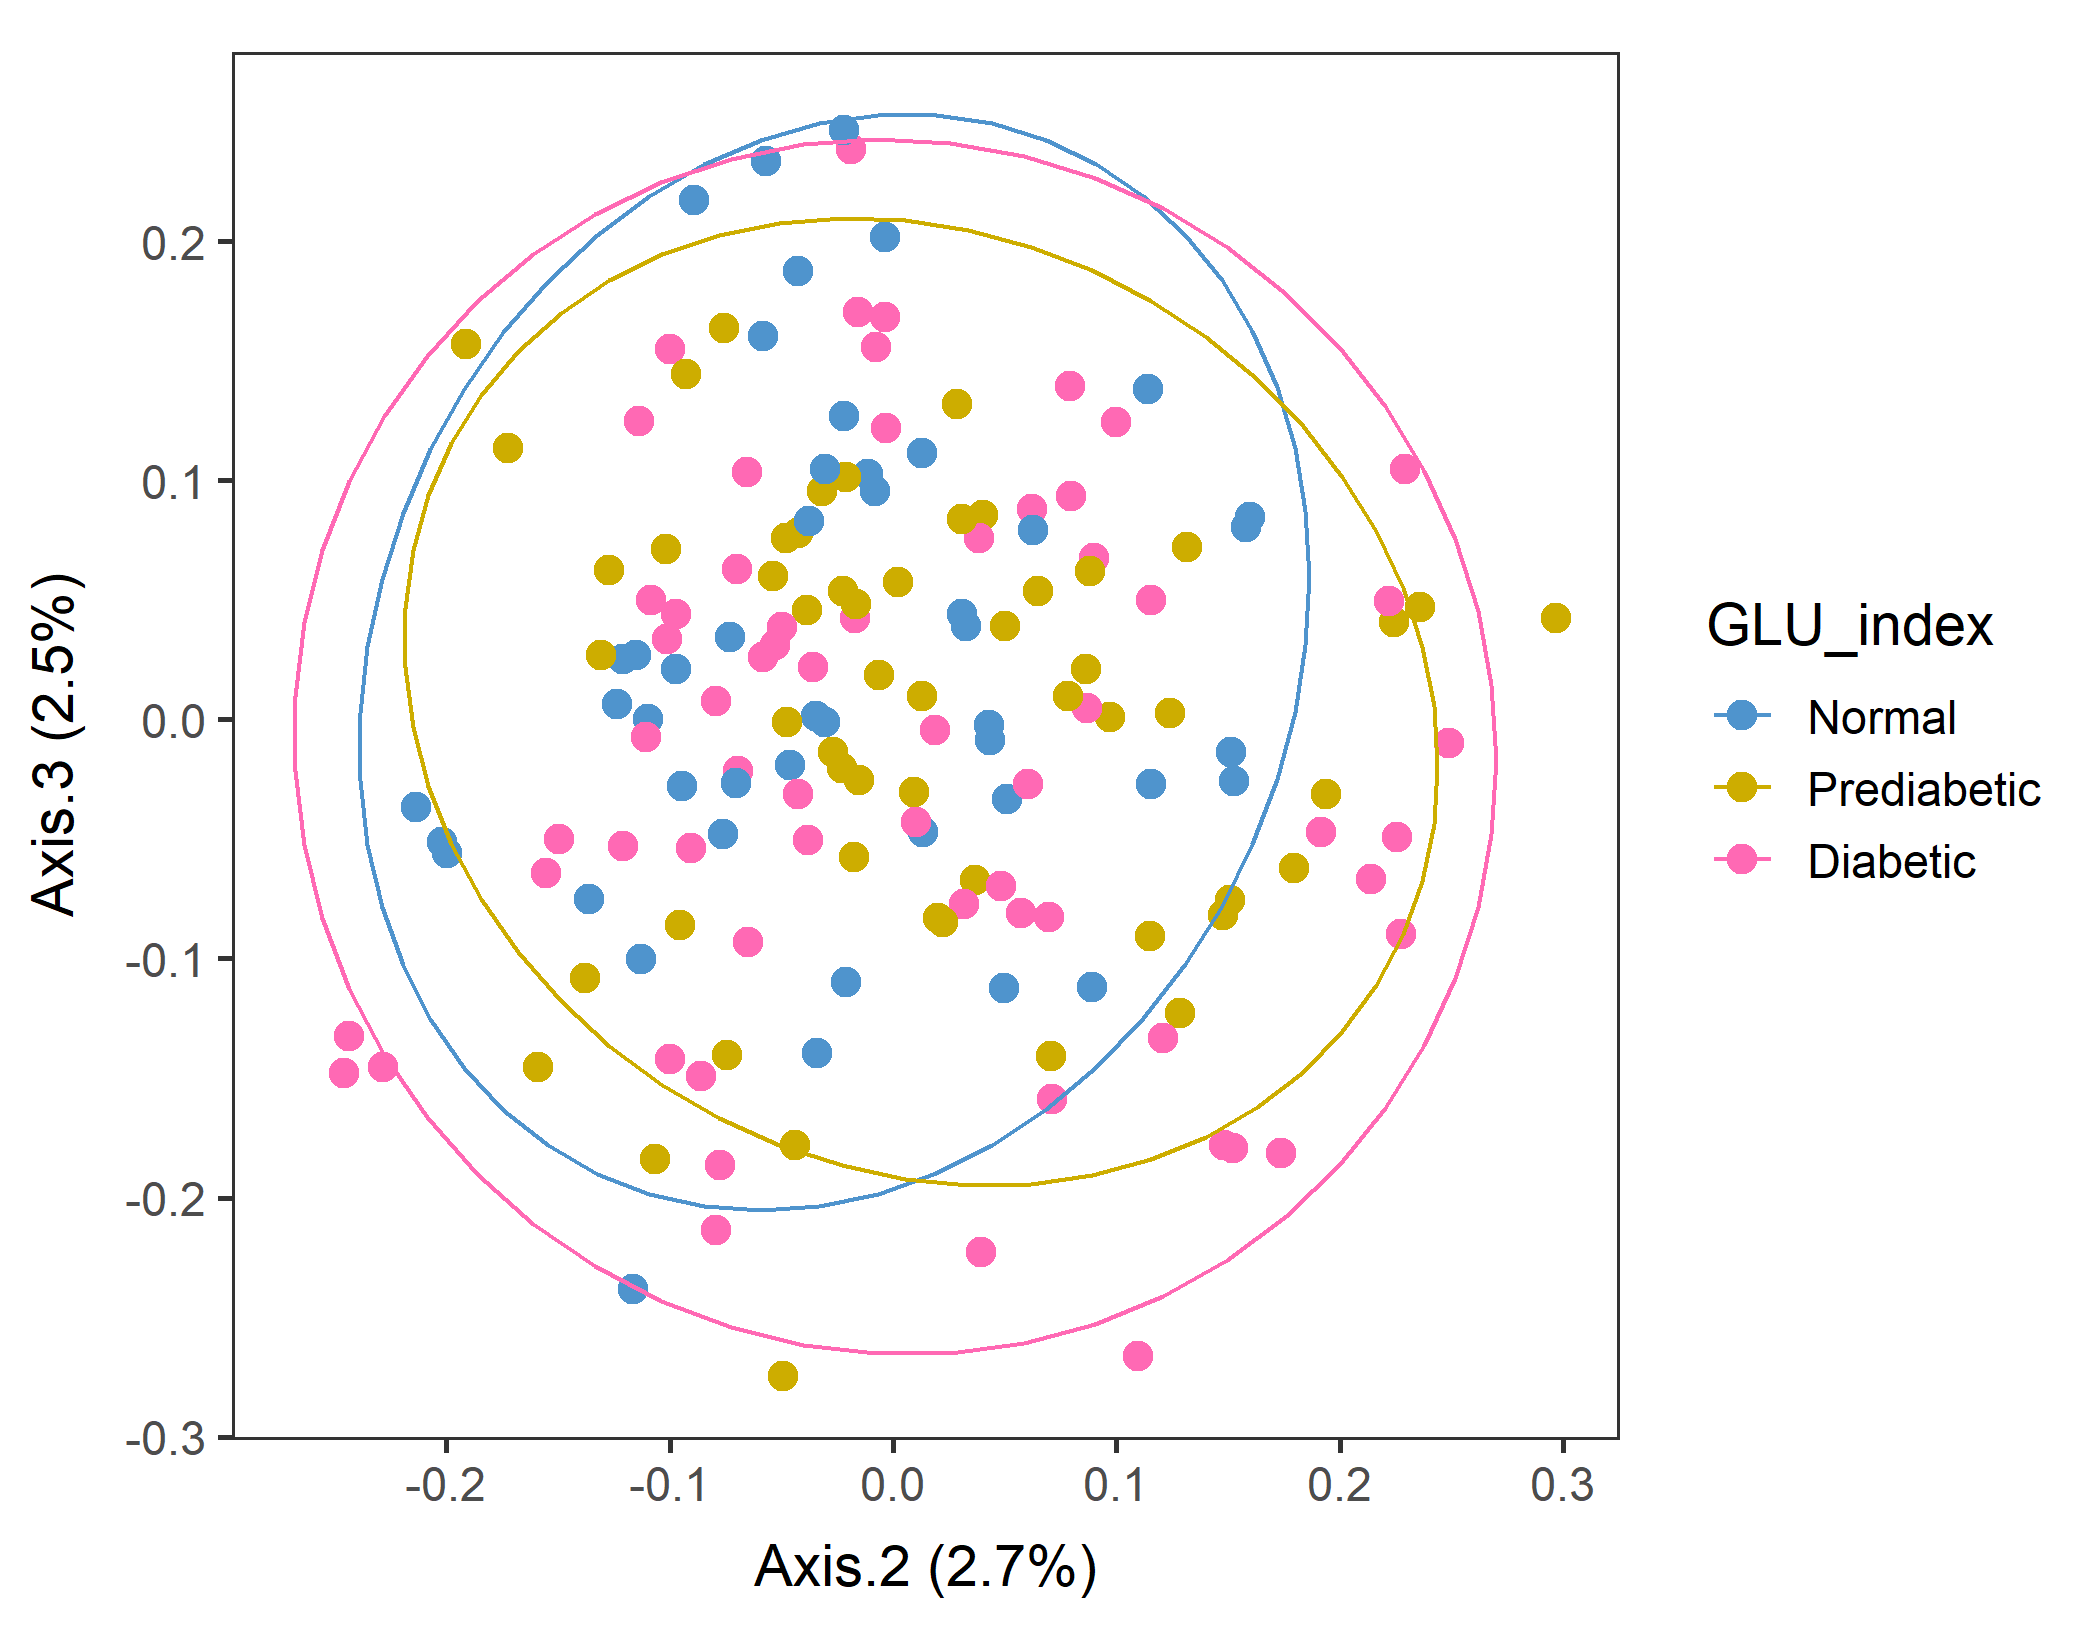 0.2
0.1
0.0
-0.1
-0.2
-0.3
Axis.3 (2.5%)
-0.2 -0.1 0.0 0.1 0.2 0.3
Axis.2 (2.7%)
GLU_index
Normal
Prediabetic
Diabetic